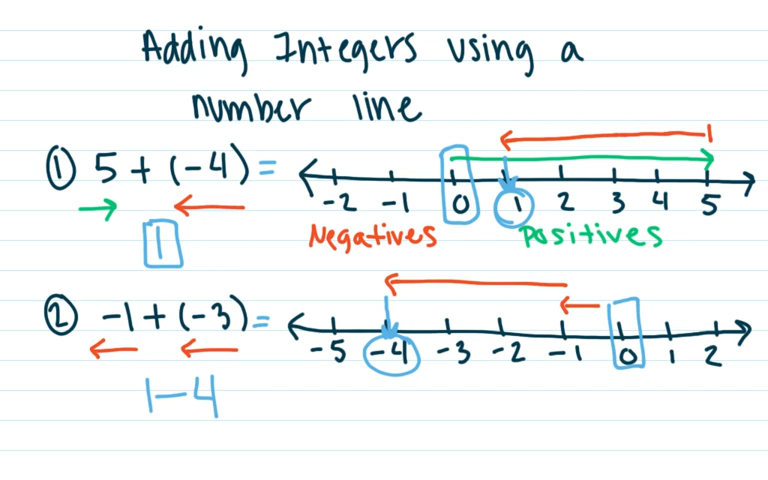 Adding Integers using a
number line
① 5 + (-4) =
-2 -1 0 1 2 3 4 5
Negatives Positives
1
② -1 + (-3) =
-5 -4 -3 -2 -1 0 1 2
1-4